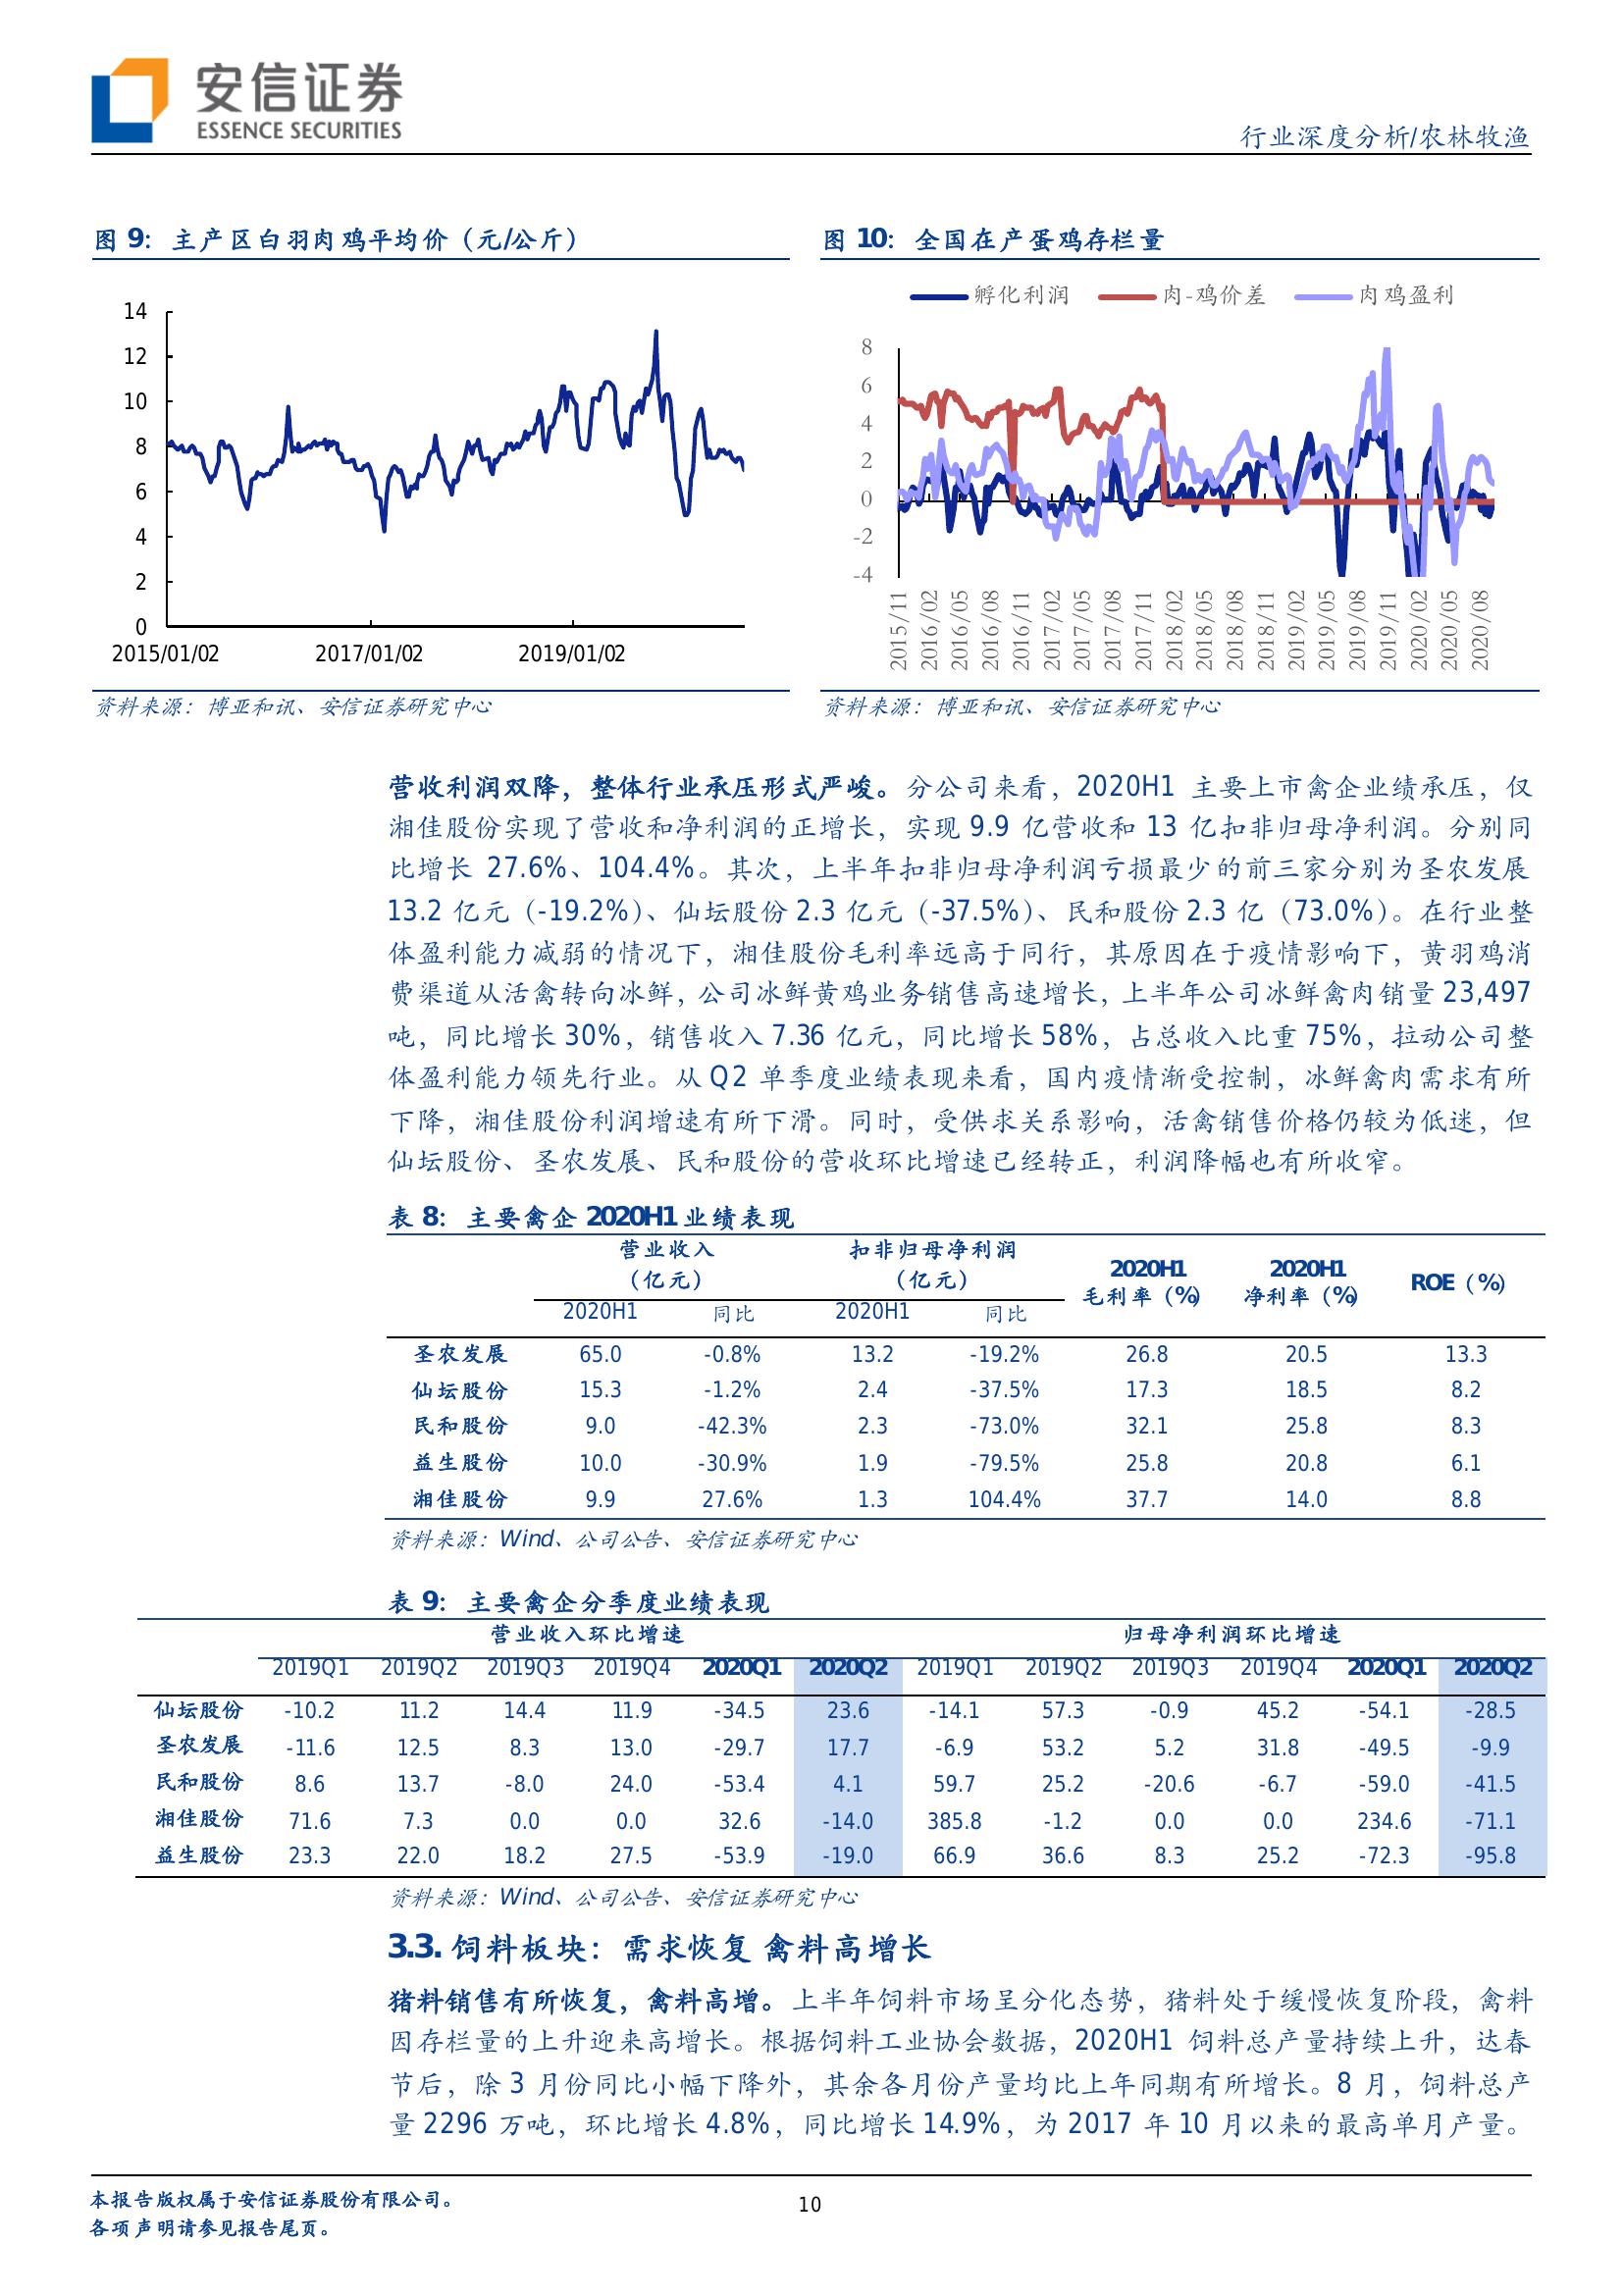 安信证券
ESSENCE SECURITIES
行业深度分析/农林牧渔
图 9：主产区白羽肉鸡平均价（元/公斤）
14
12
10
8
6
4
2
0
2015/01/02 2017/01/02 2019/01/02
资料来源：博亚和讯、安信证券研究中心
图 10：全国在产蛋鸡存栏量
孵化利润 肉-鸡价差 肉鸡盈利
8
6
4
2
0
-2
-4
2015/11 2016/02 2016/05 2016/08 2016/11 2017/02 2017/05 2017/08 2017/11 2018/02 2018/05 2018/08 2018/11 2019/02 2019/05 2019/08 2019/11 2020/02 2020/05 2020/08
资料来源：博亚和讯、安信证券研究中心
营收利润双降，整体行业承压形式严峻。分公司来看，2020H1 主要上市禽企业绩承压，仅
湘佳股份实现了营收和净利润的正增长，实现 9.9 亿营收和 13 亿扣非归母净利润。分别同
比增长 27.6%、104.4%。其次，上半年扣非归母净利润亏损最少的前三家分别为圣农发展
13.2 亿元（-19.2%）、仙坛股份 2.3 亿元（-37.5%）、民和股份 2.3 亿（73.0%）。在行业整
体盈利能力减弱的情况下，湘佳股份毛利率远高于同行，其原因在于疫情影响下，黄羽鸡消
费渠道从活禽转向冰鲜，公司冰鲜黄鸡业务销售高速增长，上半年公司冰鲜禽肉销量 23,497
吨，同比增长 30%，销售收入 7.36 亿元，同比增长 58%，占总收入比重 75%，拉动公司整
体盈利能力领先行业。从 Q2 单季度业绩表现来看，国内疫情渐受控制，冰鲜禽肉需求有所
下降，湘佳股份利润增速有所下滑。同时，受供求关系影响，活禽销售价格仍较为低迷，但
仙坛股份、圣农发展、民和股份的营收环比增速已经转正，利润降幅也有所收窄。
表 8：主要禽企 2020H1 业绩表现
营业收入（亿元） 扣非归母净利润（亿元） 2020H1 毛利率（%） 2020H1 净利率（%） ROE（%）
2020H1 同比 2020H1 同比
圣农发展 65.0 -0.8% 13.2 -19.2% 26.8 20.5 13.3
仙坛股份 15.3 -1.2% 2.4 -37.5% 17.3 18.5 8.2
民和股份 9.0 -42.3% 2.3 -73.0% 32.1 25.8 8.3
益生股份 10.0 -30.9% 1.9 -79.5% 25.8 20.8 6.1
湘佳股份 9.9 27.6% 1.3 104.4% 37.7 14.0 8.8
资料来源：Wind、公司公告、安信证券研究中心
表 9：主要禽企分季度业绩表现
营业收入环比增速 归母净利润环比增速
2019Q1 2019Q2 2019Q3 2019Q4 2020Q1 2020Q2 2019Q1 2019Q2 2019Q3 2019Q4 2020Q1 2020Q2
仙坛股份 -10.2 11.2 14.4 11.9 -34.5 23.6 -14.1 57.3 -0.9 45.2 -54.1 -28.5
圣农发展 -11.6 12.5 8.3 13.0 -29.7 17.7 -6.9 53.2 5.2 31.8 -49.5 -9.9
民和股份 8.6 13.7 -8.0 24.0 -53.4 4.1 59.7 25.2 -20.6 -6.7 -59.0 -41.5
湘佳股份 71.6 7.3 0.0 0.0 32.6 -14.0 385.8 -1.2 0.0 0.0 234.6 -71.1
益生股份 23.3 22.0 18.2 27.5 -53.9 -19.0 66.9 36.6 8.3 25.2 -72.3 -95.8
资料来源：Wind、公司公告、安信证券研究中心
3.3. 饲料板块：需求恢复 禽料高增长
猪料销售有所恢复，禽料高增。上半年饲料市场呈分化态势，猪料处于缓慢恢复阶段，禽料
因存栏量的上升迎来高增长。根据饲料工业协会数据，2020H1 饲料总产量持续上升，达春
节后，除 3 月份同比小幅下降外，其余各月份产量均比上年同期有所增长。8 月，饲料总产
量 2296 万吨，环比增长 4.8%，同比增长 14.9%，为 2017 年 10 月以来的最高单月产量。
本报告版权属于安信证券股份有限公司。
各项声明请参见报告尾页。
10